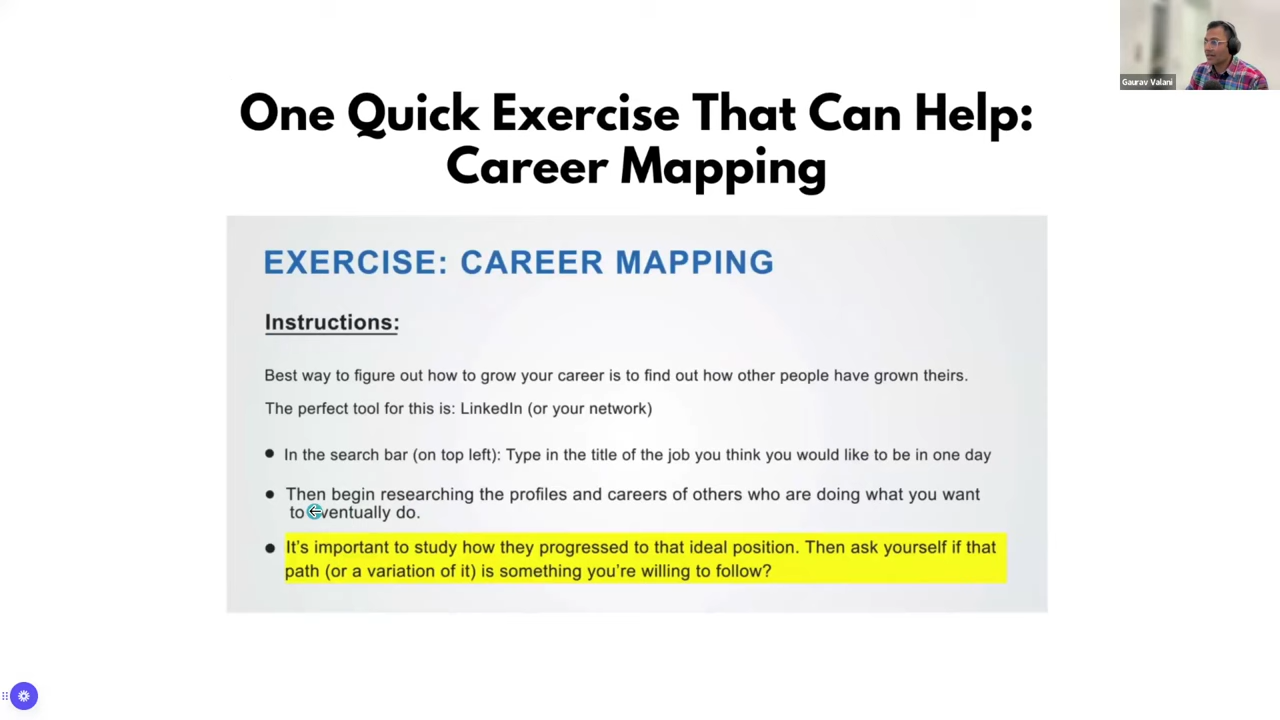 Gaurav Valani
One Quick Exercise That Can Help:
Career Mapping
EXERCISE: CAREER MAPPING
Instructions:
Best way to figure out how to grow your career is to find out how other people have grown theirs.
The perfect tool for this is: LinkedIn (or your network)
• In the search bar (on top left): Type in the title of the job you think you would like to be in one day
• Then begin researching the profiles and careers of others who are doing what you want
to eventually do.
• It's important to study how they progressed to that ideal position. Then ask yourself if that
path (or a variation of it) is something you're willing to follow?